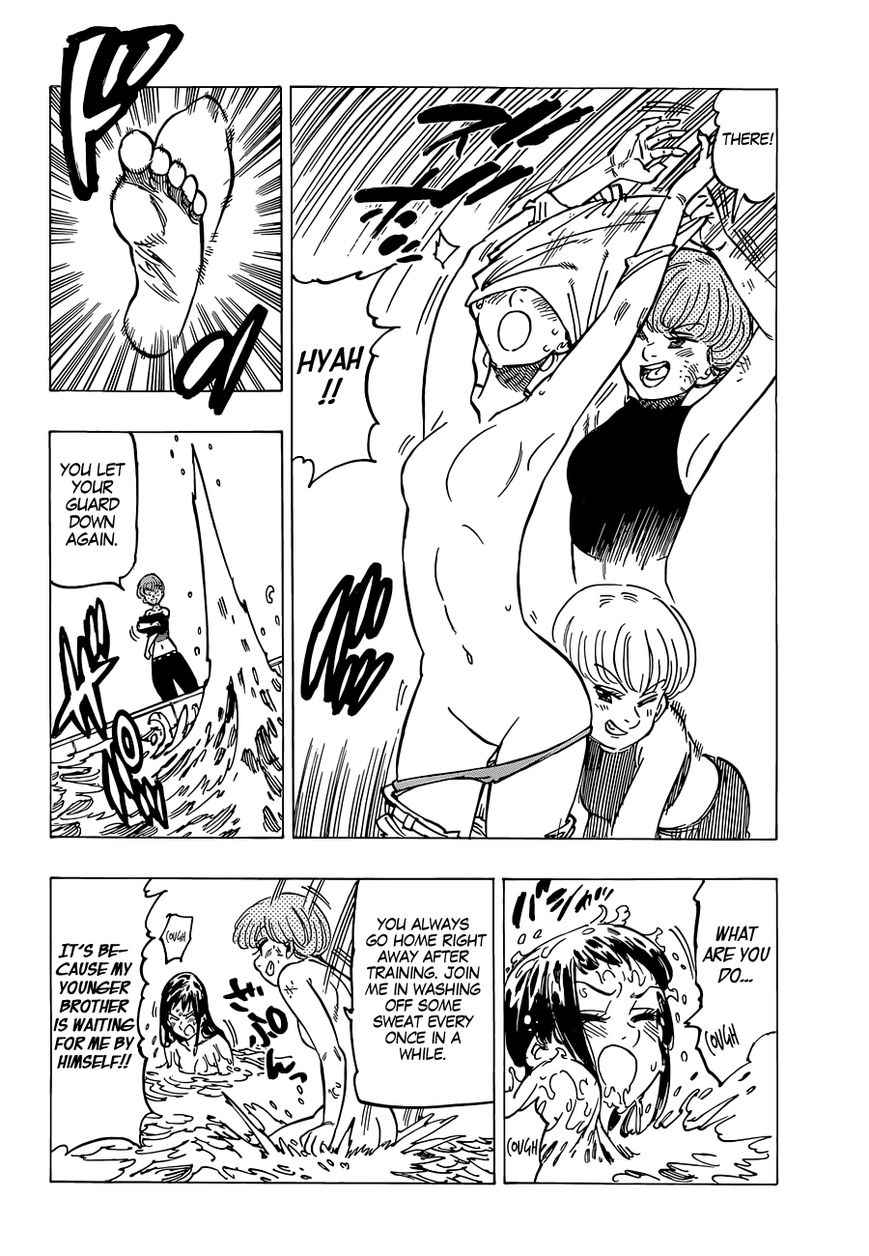 THERE!
HYAH
!!
YOU LET
YOUR
GUARD
DOWN
AGAIN.
WHAT
ARE YOU
DO...
COUGH
COUGH
YOU ALWAYS
GO HOME RIGHT
AWAY AFTER
TRAINING. JOIN
ME IN WASHING
OFF SOME
SWEAT EVERY
ONCE IN A
WHILE.
COUGH
IT'S BE-
CAUSE MY
YOUNGER
BROTHER
IS WAITING
FOR ME BY
HIMSELF!!